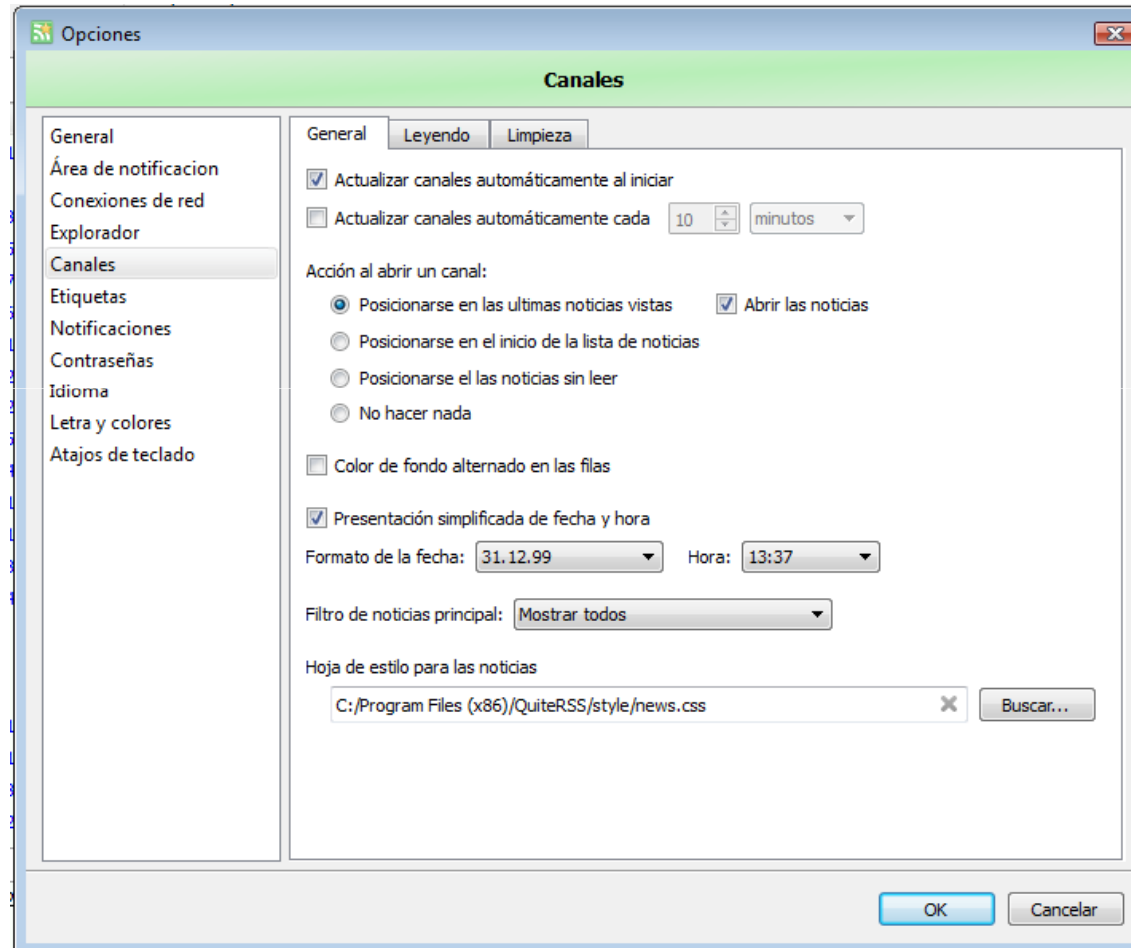 Opciones
Canales
General
Área de notificacion
Conexiones de red
Explorador
Canales
Etiquetas
Notificaciones
Contraseñas
Idioma
Letra y colores
Atajos de teclado
General Leyendo Limpieza
Actualizar canales automáticamente al iniciar
Actualizar canales automáticamente cada 10 minutos
Acción al abrir un canal:
Posicionarse en las ultimas noticias vistas Abrir las noticias
Posicionarse en el inicio de la lista de noticias
Posicionarse el las noticias sin leer
No hacer nada
Color de fondo alternado en las filas
Presentación simplificada de fecha y hora
Formato de la fecha: 31.12.99 Hora: 13:37
Filtro de noticias principal: Mostrar todos
Hoja de estilo para las noticias
C:/Program Files (x86)/QuiteRSS/style/news.css Buscar...
OK Cancelar